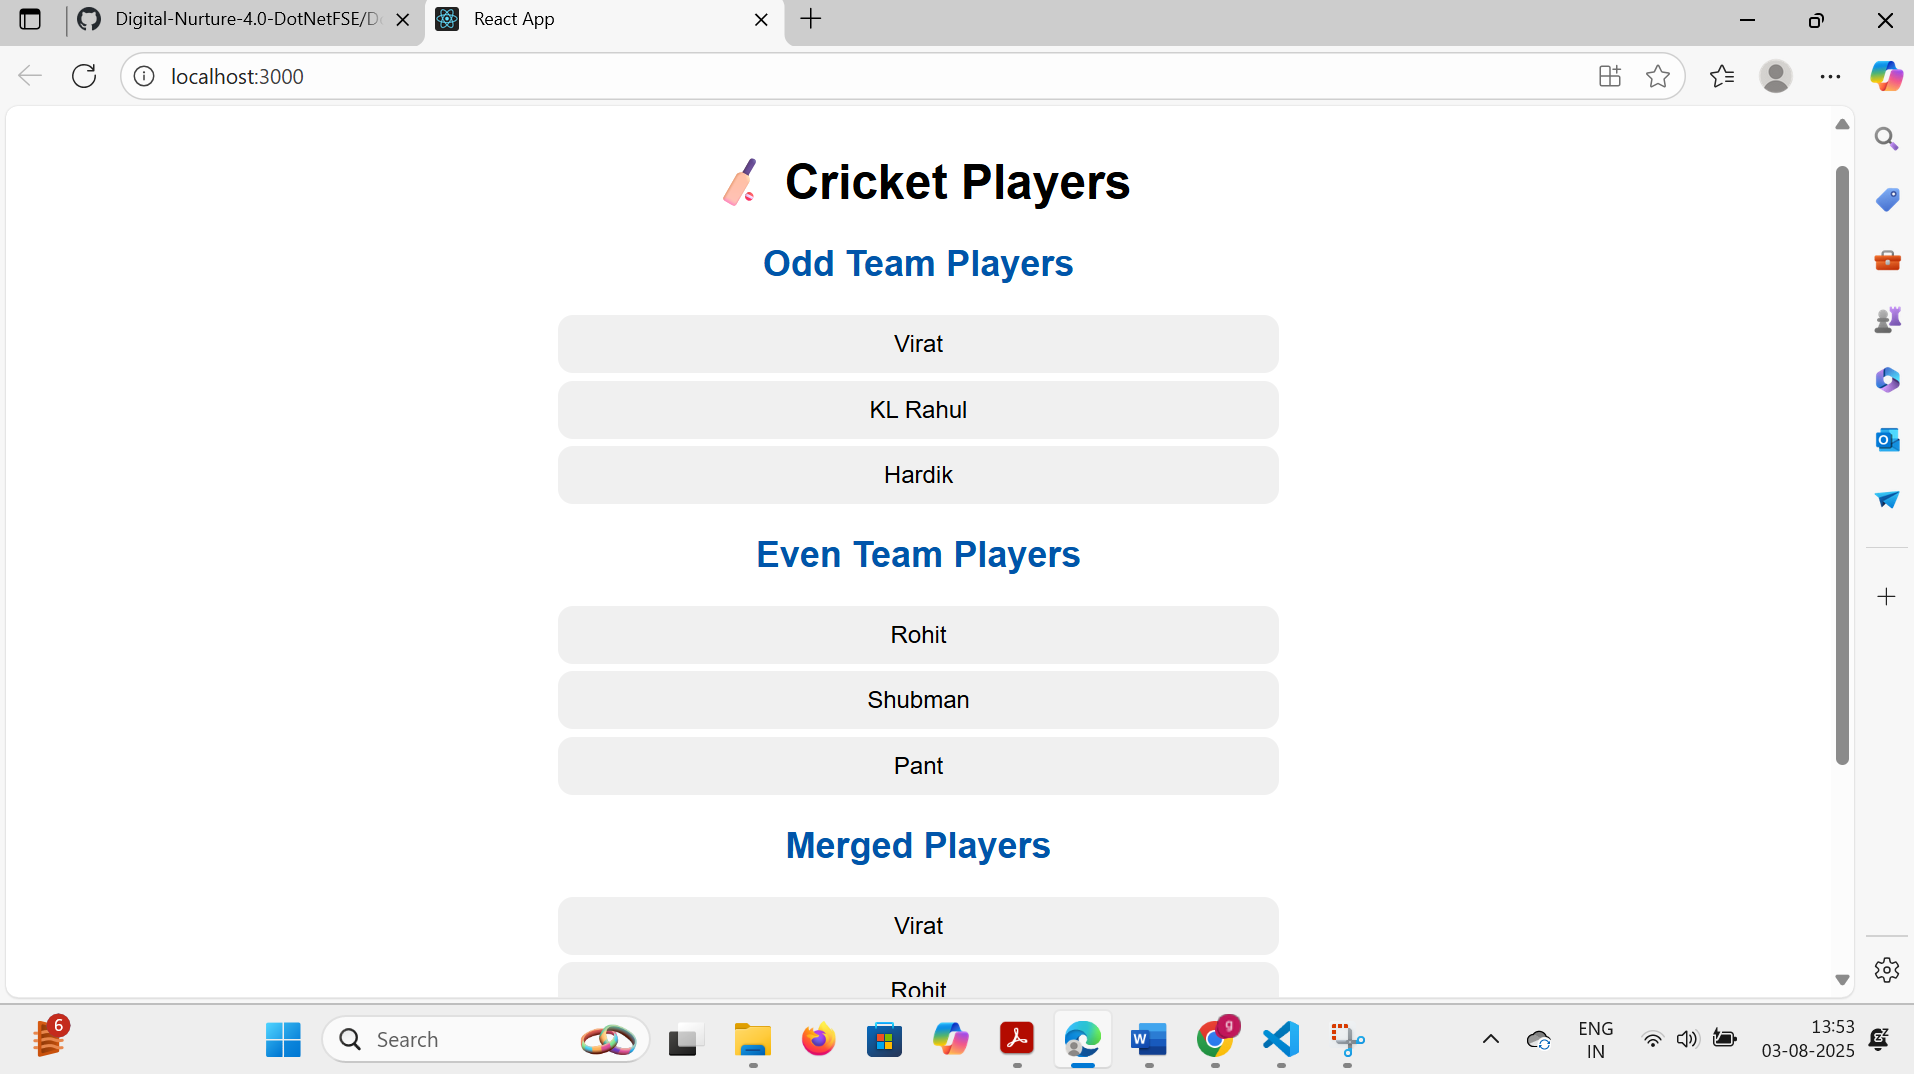 Digital-Nurture-4.0-DotNetFSE/D
React App
localhost:3000
Cricket Players
Odd Team Players
Virat
KL Rahul
Hardik
Even Team Players
Rohit
Shubman
Pant
Merged Players
Virat
Rohit
6
Search
g
ENG
IN
13:53
03-08-2025